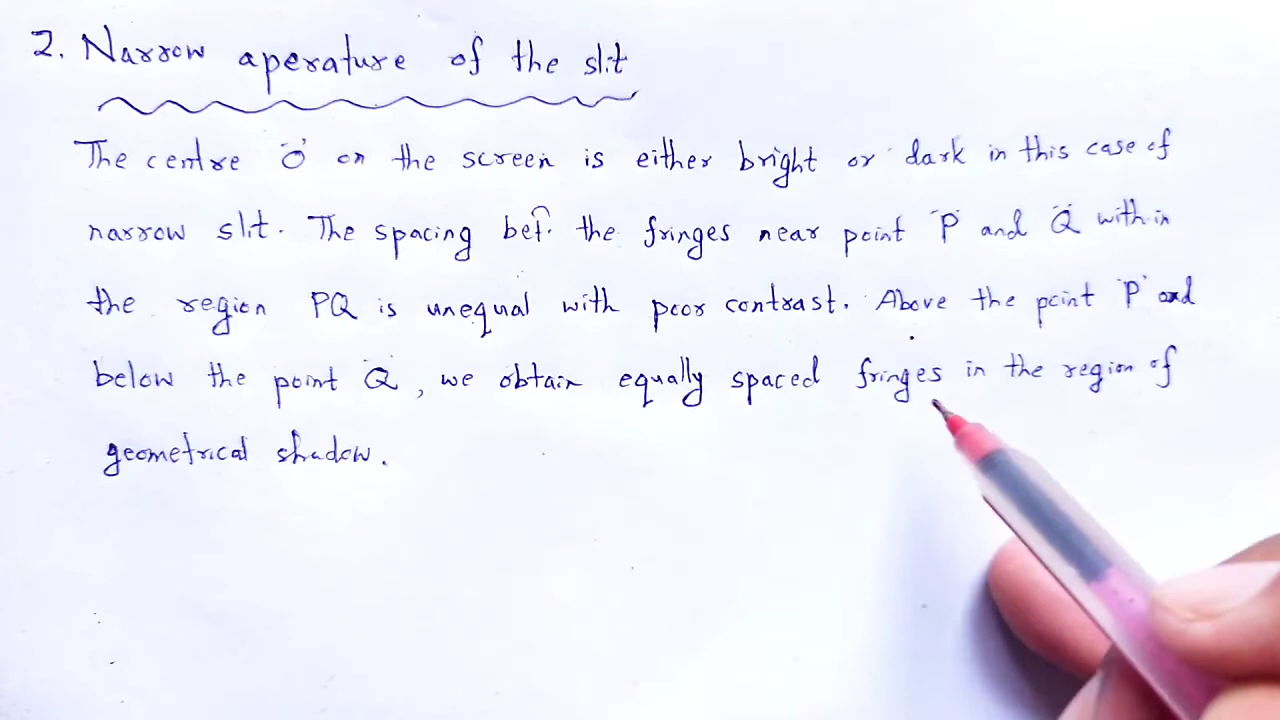 2. Narrow aperature of the slit
The centre "O" on the screen is either bright or dark in this case of
narrow slit. The spacing bet. the fringes near point "P" and "Q" within
the region PQ is unequal with poor contrast. Above the point "P" and
below the point "Q", we obtain equally spaced fringes in the region of
geometrical shadow.